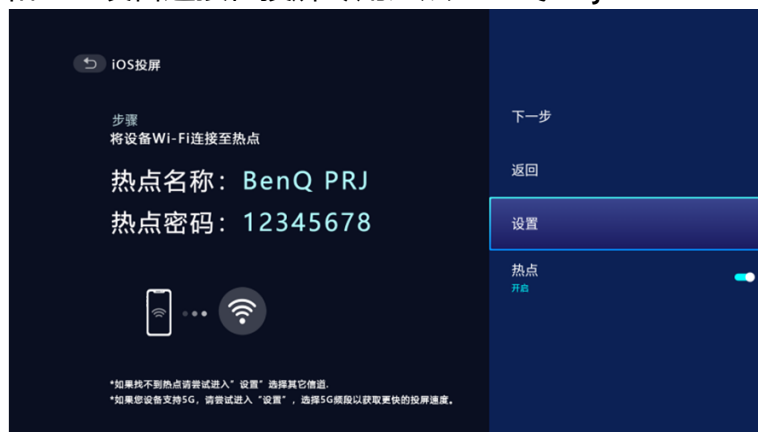 iOS投屏
步骤
将设备Wi-Fi连接至热点
热点名称：BenQ PRJ
热点密码：12345678
*如果找不到热点请尝试进入“设置”选择其它信道.
*如果您设备支持5G，请尝试进入“设置”，选择5G频段以获取更快的投屏速度。
下一步
返回
设置
热点
开启